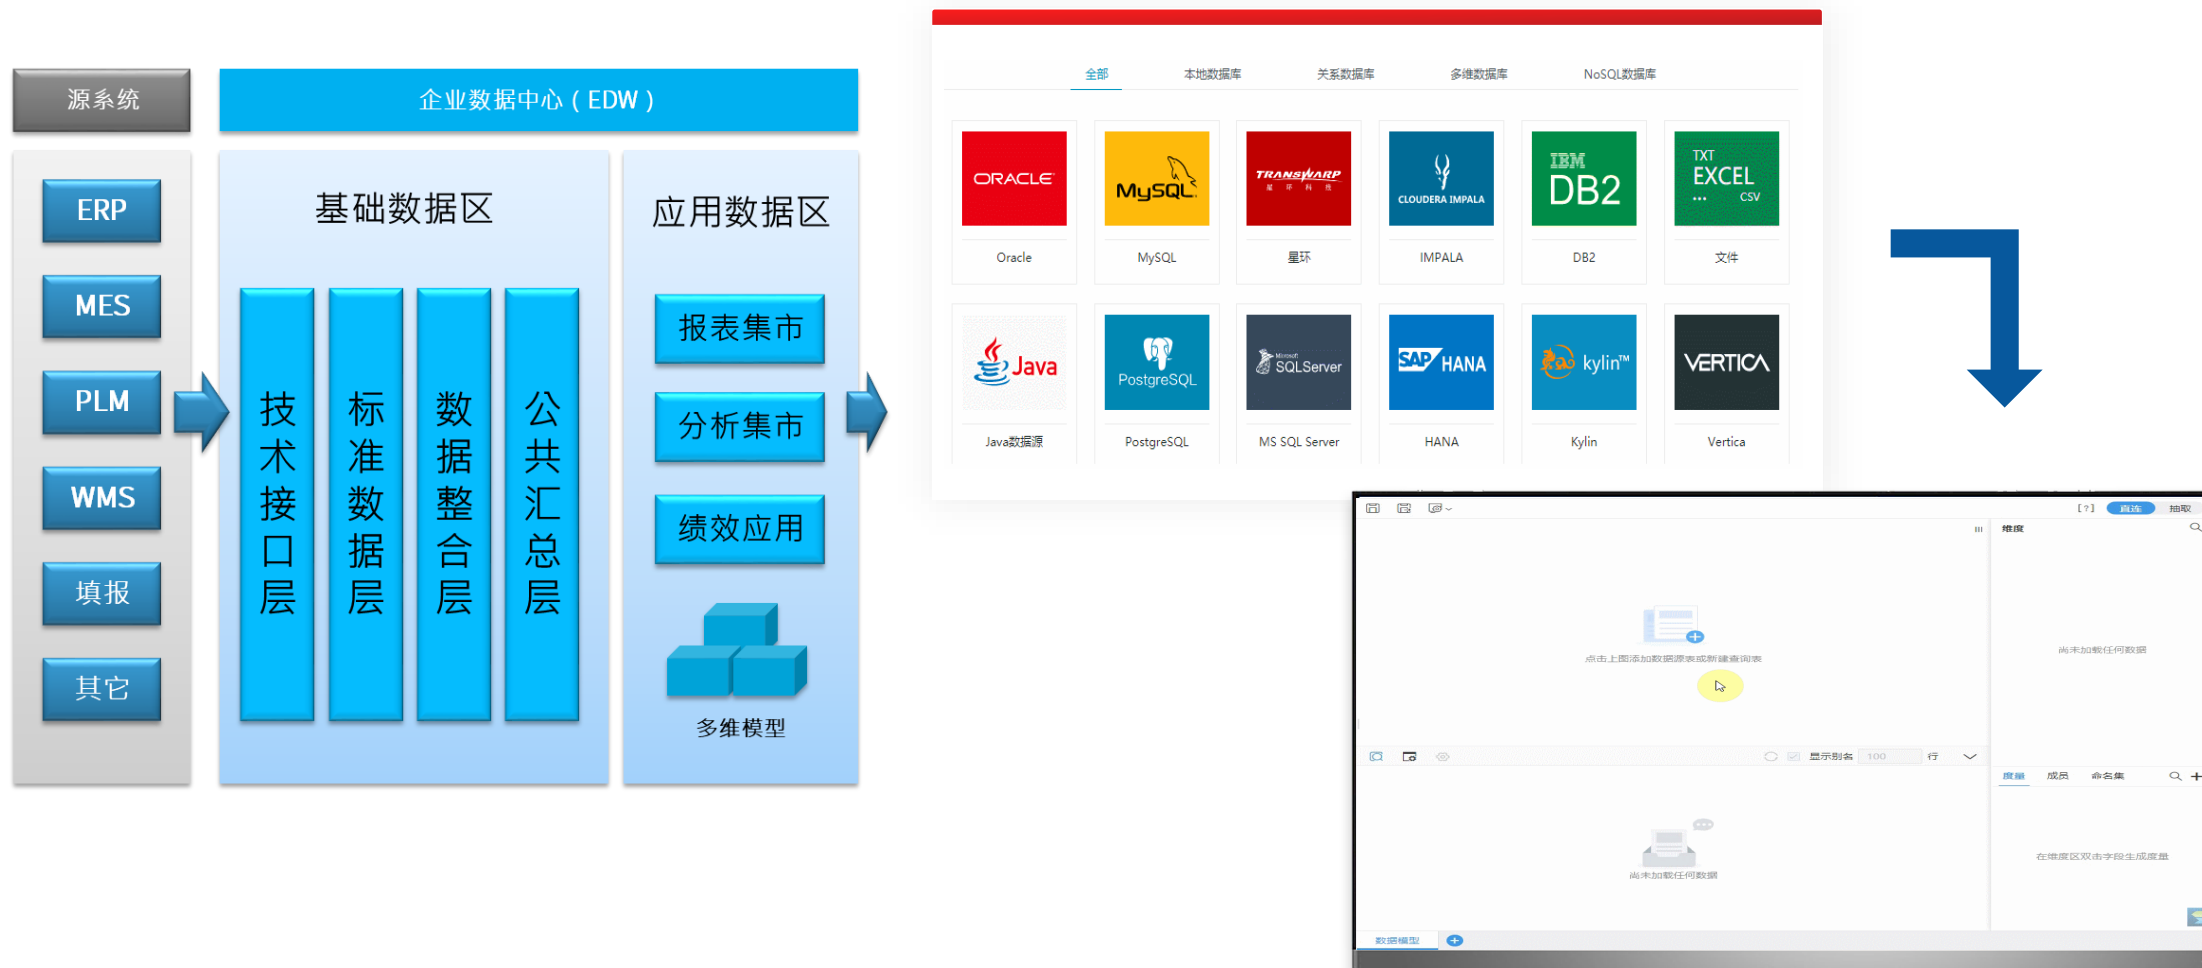 源系统
企业数据中心（EDW）
ERP
MES
PLM
WMS
填报
其它
基础数据区
技术接口层
标准数据层
数据整合层
公共汇总层
应用数据区
报表集市
分析集市
绩效应用
多维模型
全部 本地数据库 关系数据库 多维数据库 NoSQL数据库
ORACLE
MySQL
TRANSWARP
星环科技
CLOUDERA IMPALA
IBM
DB2
TXT
EXCEL
... CSV
Oracle MySQL 星环 IMPALA DB2 文件
Java
PostgreSQL
Microsoft
SQLServer
SAP HANA
kylin™
VERTICA
Java数据源 PostgreSQL MS SQL Server HANA Kylin Vertica
[?] 直连 抽取
维度
点击上图添加数据源表或新建查询表
尚未加载任何数据
显示别名 100 行
度量 成员 命名集
尚未加载任何数据
在维度区双击字段生成度量
数据模型